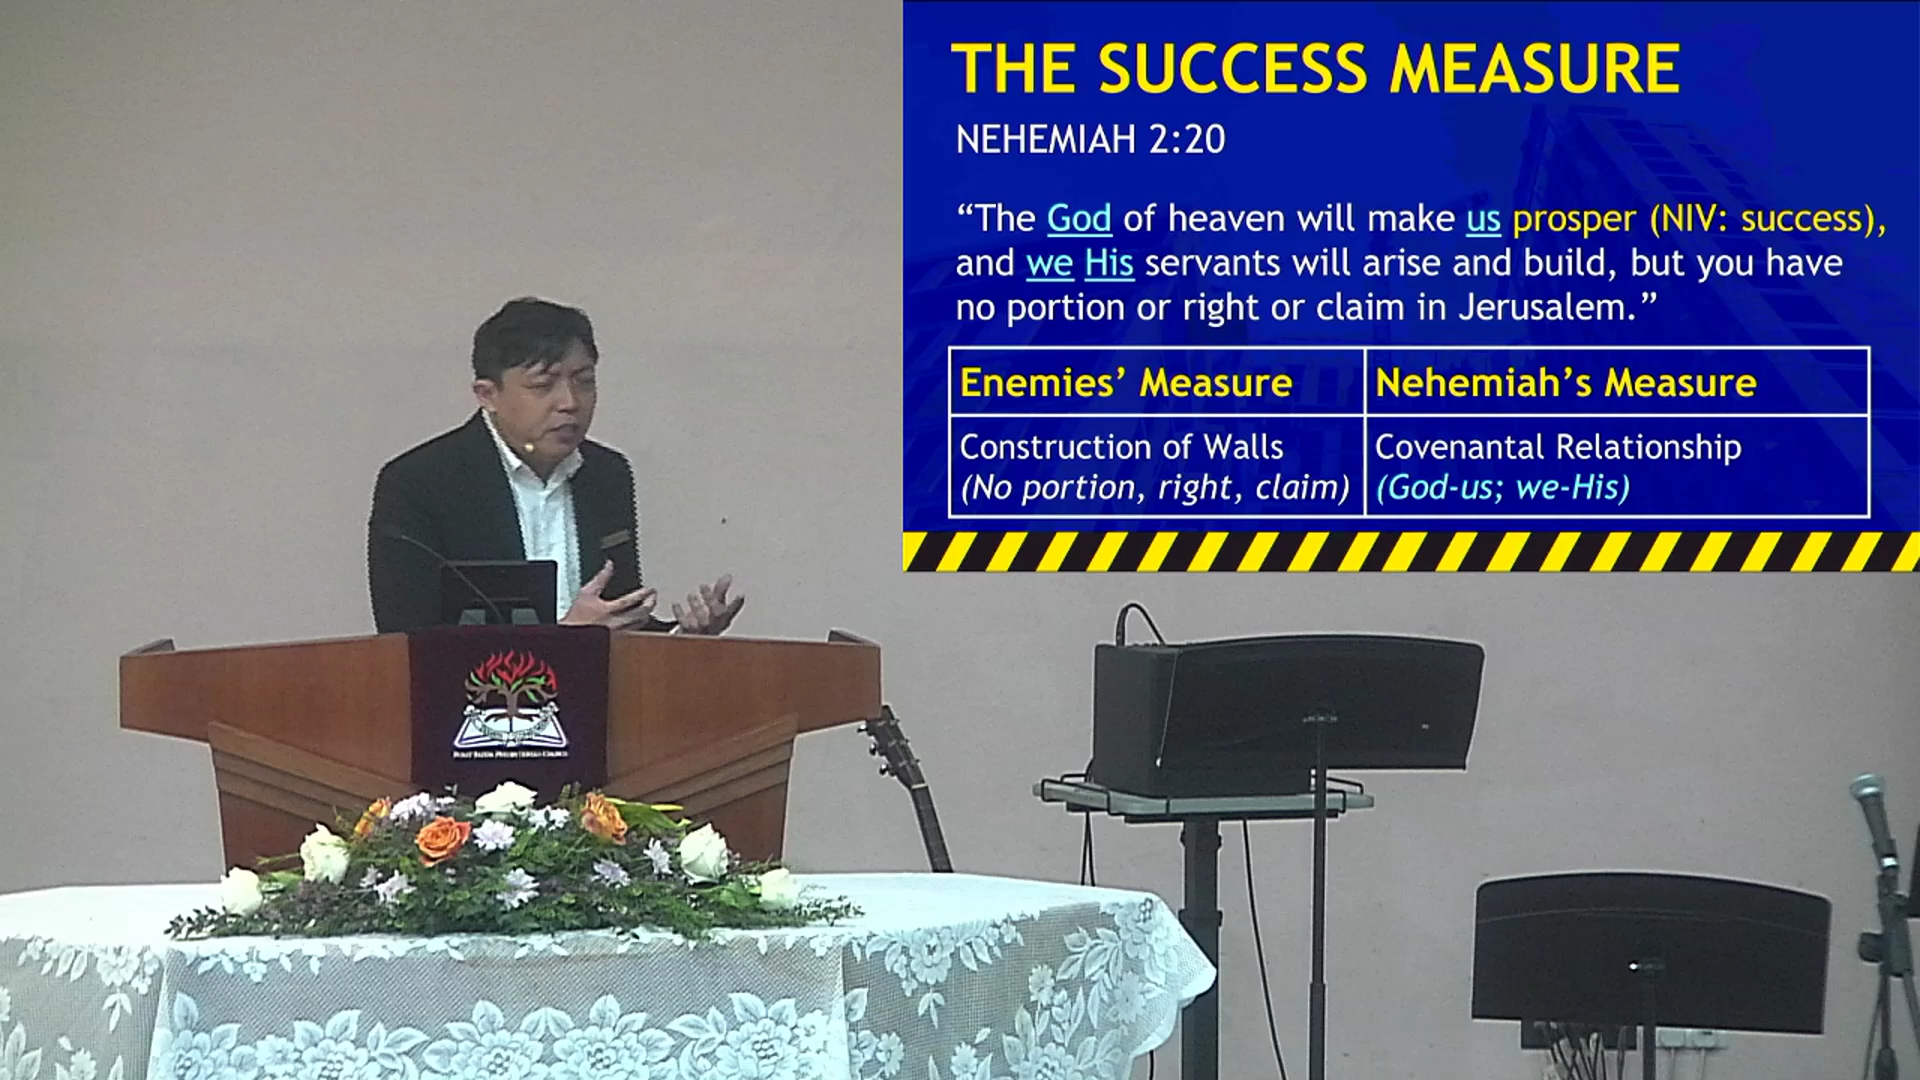 THE SUCCESS MEASURE
NEHEMIAH 2:20
“The God of heaven will make us prosper (NIV: success),
and we His servants will arise and build, but you have
no portion or right or claim in Jerusalem.”
Enemies’ Measure
Nehemiah’s Measure
Construction of Walls
(No portion, right, claim)
Covenantal Relationship
(God-us; we-His)